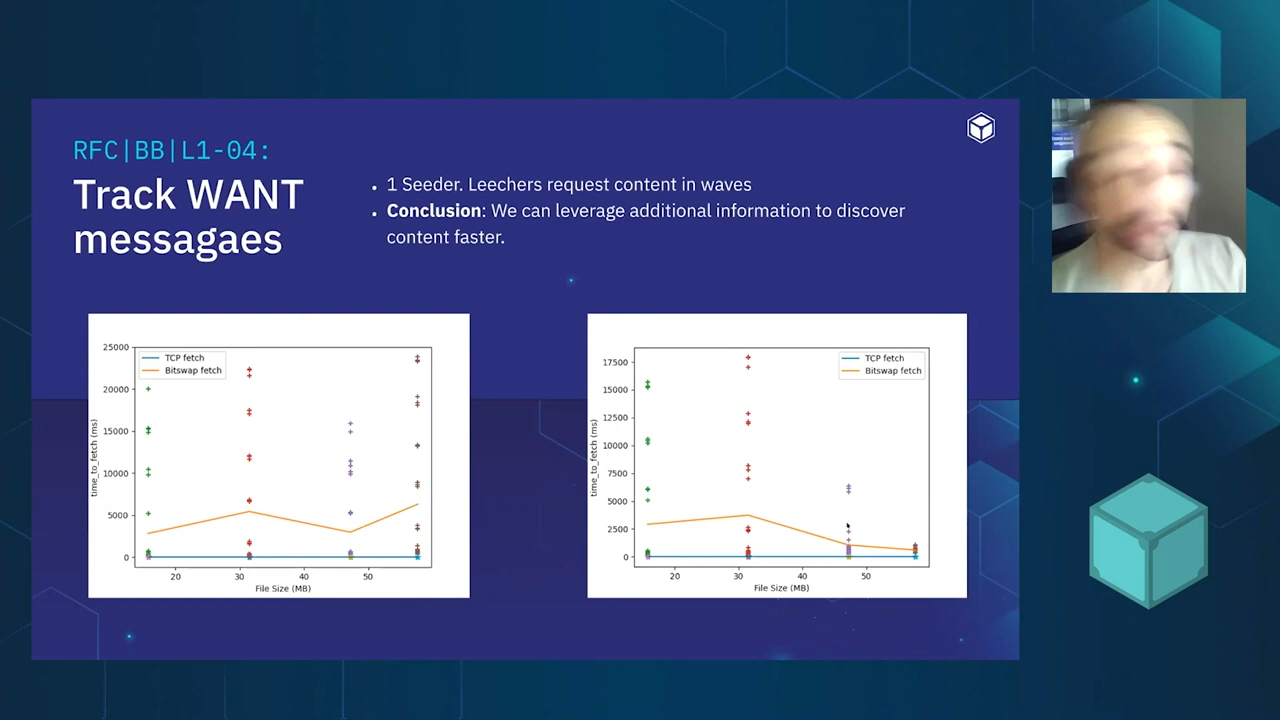 RFC|BB|L1-04:
Track WANT
messagaes
• 1 Seeder. Leechers request content in waves
• Conclusion: We can leverage additional information to discover
content faster.
TCP fetch
Bitswap fetch
25000
20000
15000
10000
5000
0
time_to_fetch (ms)
20 30 40 50
File Size (MB)
TCP fetch
Bitswap fetch
17500
15000
12500
10000
7500
5000
2500
0
time_to_fetch (ms)
20 30 40 50
File Size (MB)